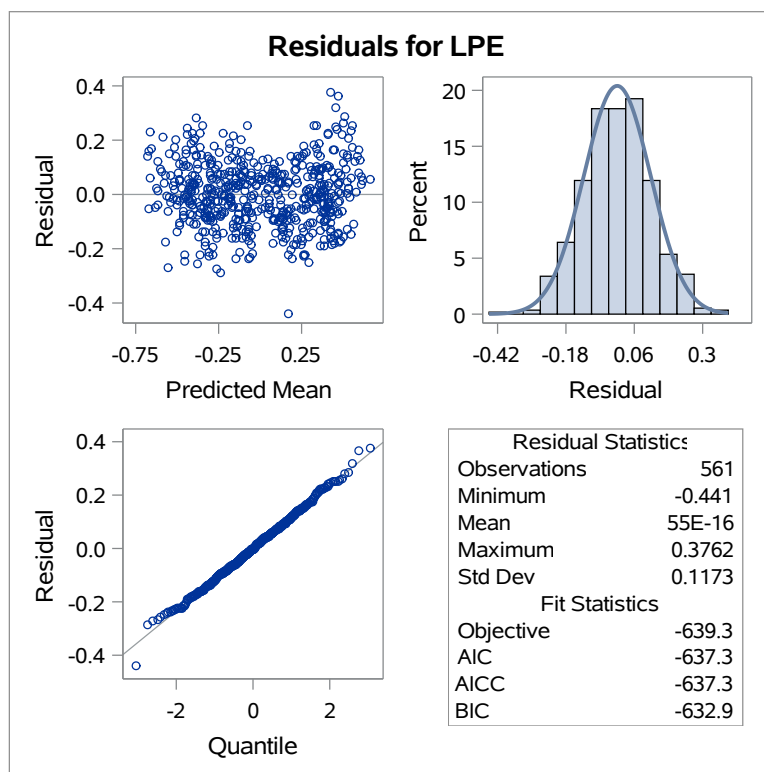 Residuals for LPE
0.4
0.2
0.0
-0.2
-0.4
Residual
-0.75 -0.25 0.25
Predicted Mean
20
15
10
5
0
Percent
-0.42 -0.18 0.06 0.3
Residual
0.4
0.2
0.0
-0.2
-0.4
Residual
-2 0 2
Quantile
Residual Statistics
Observations 561
Minimum -0.441
Mean 55E-16
Maximum 0.3762
Std Dev 0.1173
Fit Statistics
Objective -639.3
AIC -637.3
AICC -637.3
BIC -632.9